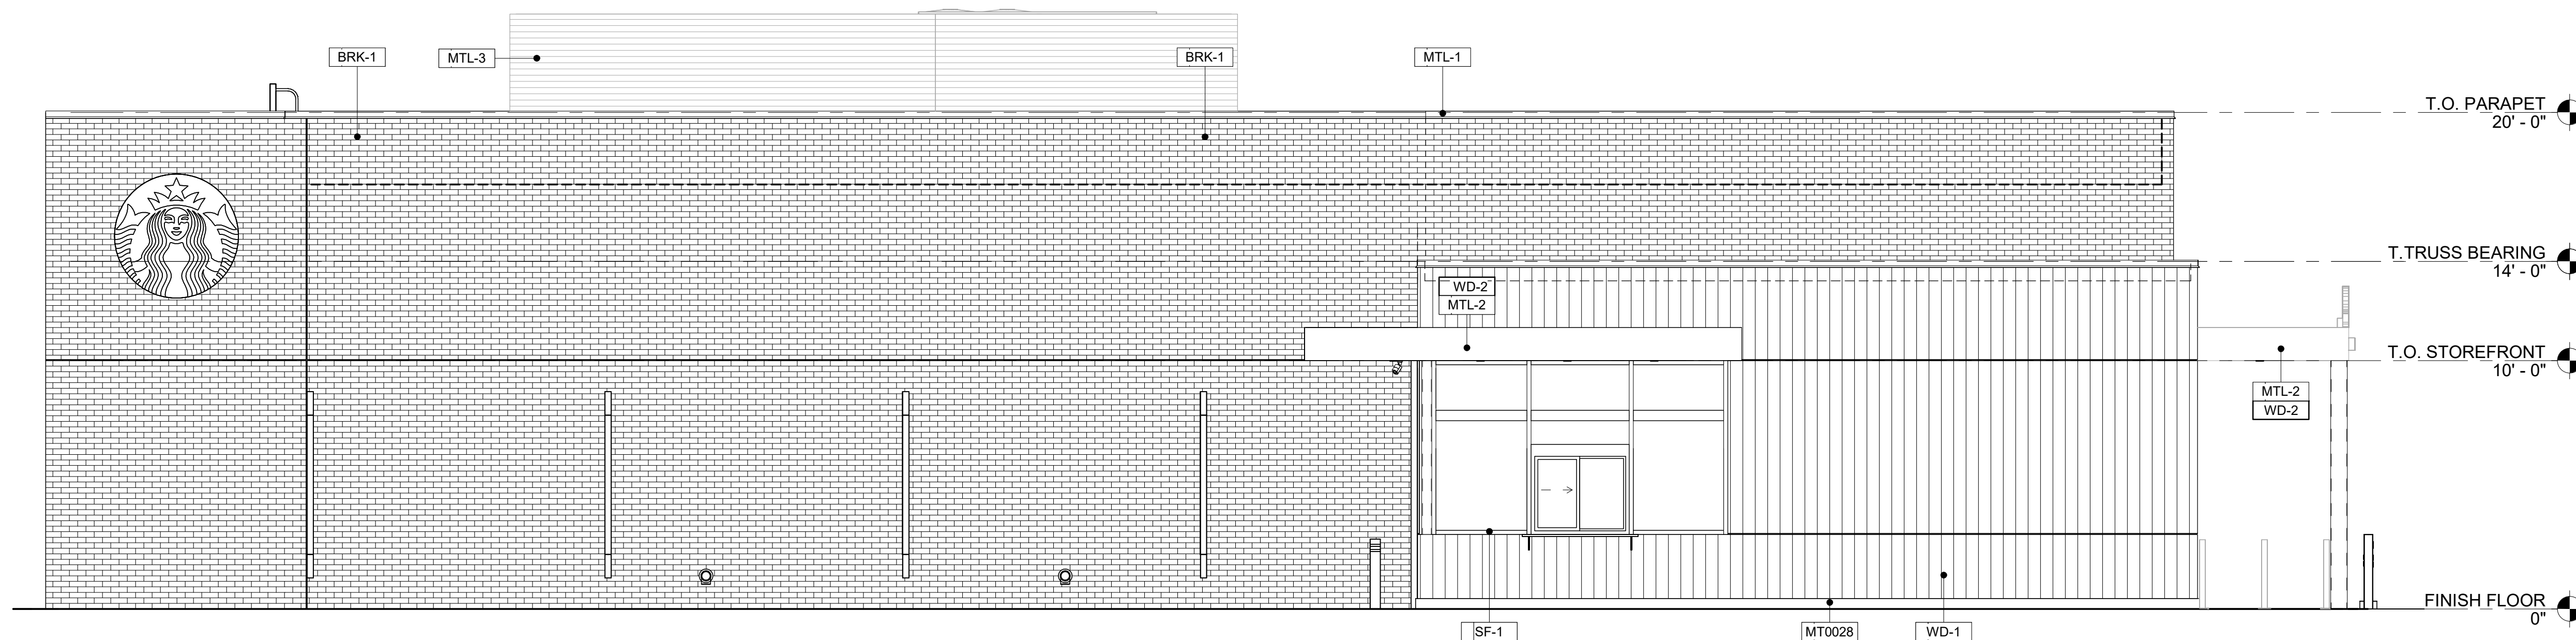 BRK-1
MTL-3
BRK-1
MTL-1
T.O. PARAPET
20' - 0"
T.TRUSS BEARING
14' - 0"
WD-2
MTL-2
T.O. STOREFRONT
10' - 0"
MTL-2
WD-2
FINISH FLOOR
0"
SF-1
MT0028
WD-1